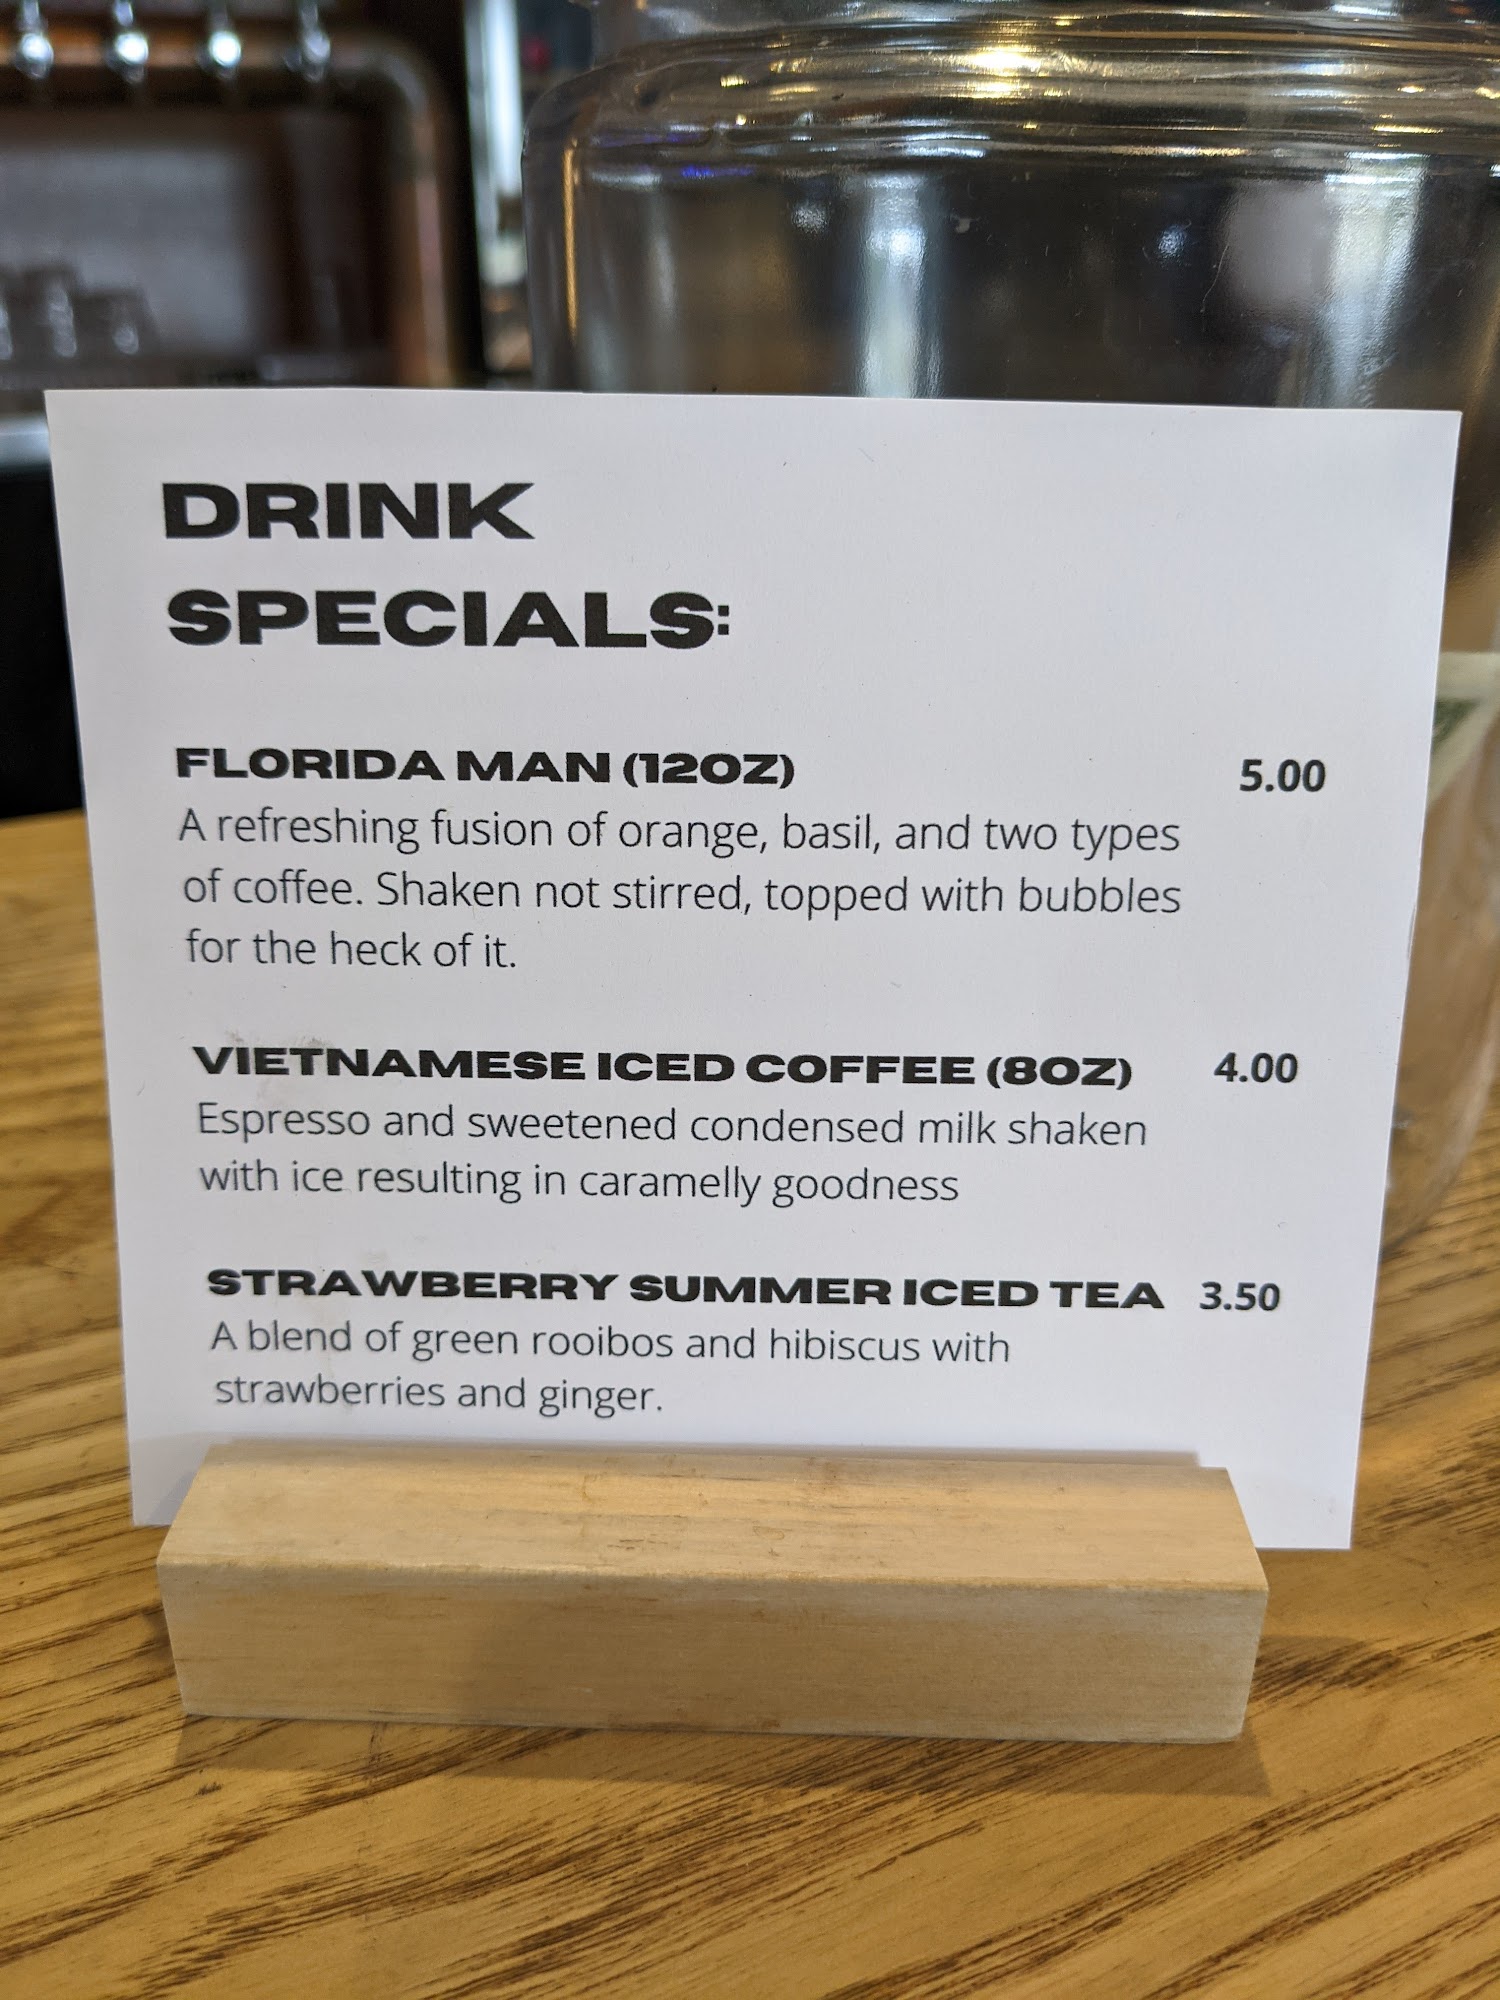 DRINK
SPECIALS:
FLORIDA MAN (12OZ) 5.00
A refreshing fusion of orange, basil, and two types
of coffee. Shaken not stirred, topped with bubbles
for the heck of it.
VIETNAMESE ICED COFFEE (8OZ) 4.00
Espresso and sweetened condensed milk shaken
with ice resulting in caramelly goodness
STRAWBERRY SUMMER ICED TEA 3.50
A blend of green rooibos and hibiscus with
strawberries and ginger.